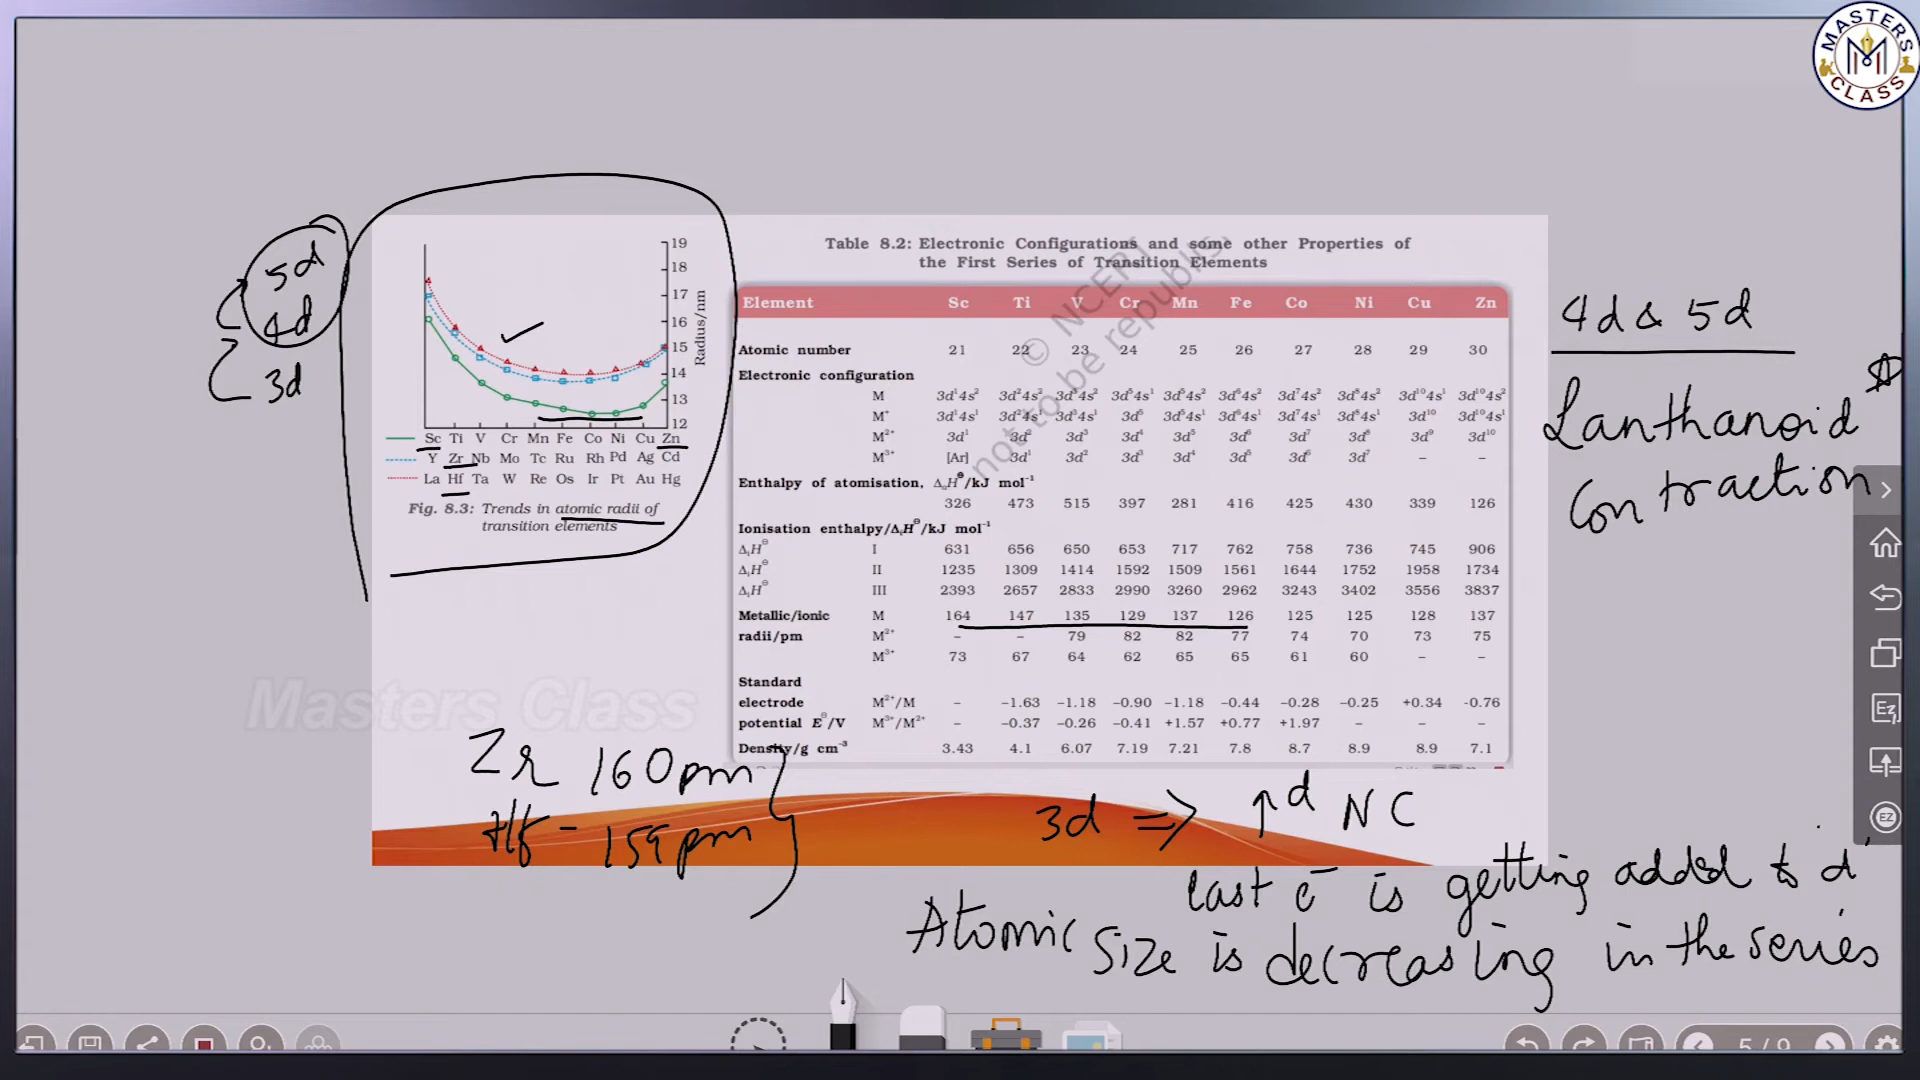 MASTERS
CLASS
5d
4d
3d
19
18
17
16
15
14
13
12
Radius/nm
Sc Ti V Cr Mn Fe Co Ni Cu Zn
Y Zr Nb Mo Tc Ru Rh Pd Ag Cd
La Hf Ta W Re Os Ir Pt Au Hg
Fig. 8.3: Trends in atomic radii of
transition elements
Table 8.2: Electronic Configurations and some other Properties of
the First Series of Transition Elements
© NCERT
not to be republis
Element Sc Ti V Cr Mn Fe Co Ni Cu Zn
Atomic number 21 22 23 24 25 26 27 28 29 30
Electronic configuration
M 3d¹4s² 3d²4s² 3d³4s² 3d⁵4s¹ 3d⁵4s² 3d⁶4s² 3d⁷4s² 3d⁸4s² 3d¹⁰4s¹ 3d¹⁰4s²
M⁺ 3d¹4s¹ 3d²4s¹ 3d³4s¹ 3d⁵ 3d⁵4s¹ 3d⁶4s¹ 3d⁷4s¹ 3d⁸4s¹ 3d¹⁰ 3d¹⁰4s¹
M²⁺ 3d¹ 3d² 3d³ 3d⁴ 3d⁵ 3d⁶ 3d⁷ 3d⁸ 3d⁹ 3d¹⁰
M³⁺ [Ar] 3d¹ 3d² 3d³ 3d⁴ 3d⁵ 3d⁶ 3d⁷ – –
Enthalpy of atomisation, ΔₐH⊖/kJ mol⁻¹
326 473 515 397 281 416 425 430 339 126
Ionisation enthalpy/ΔᵢH⊖/kJ mol⁻¹
ΔᵢH⊖ I 631 656 650 653 717 762 758 736 745 906
ΔᵢH⊖ II 1235 1309 1414 1592 1509 1561 1644 1752 1958 1734
ΔᵢH⊖ III 2393 2657 2833 2990 3260 2962 3243 3402 3556 3837
Metallic/ionic M 164 147 135 129 137 126 125 125 128 137
radii/pm M²⁺ – – 79 82 82 77 74 70 73 75
M³⁺ 73 67 64 62 65 65 61 60 – –
Standard
electrode M²⁺/M – –1.63 –1.18 –0.90 –1.18 –0.44 –0.28 –0.25 +0.34 -0.76
potential E⊖/V M³⁺/M²⁺ – –0.37 –0.26 –0.41 +1.57 +0.77 +1.97 – – –
Density/g cm⁻³ 3.43 4.1 6.07 7.19 7.21 7.8 8.7 8.9 8.9 7.1
4d & 5d
Lanthanoid
Contraction
Masters Class
Zr 160pm
Hf - 159pm
3d => ↑d NC
last e⁻ is getting added to d'
Atomic size is decreasing in the series
EZ
EZ
5/9